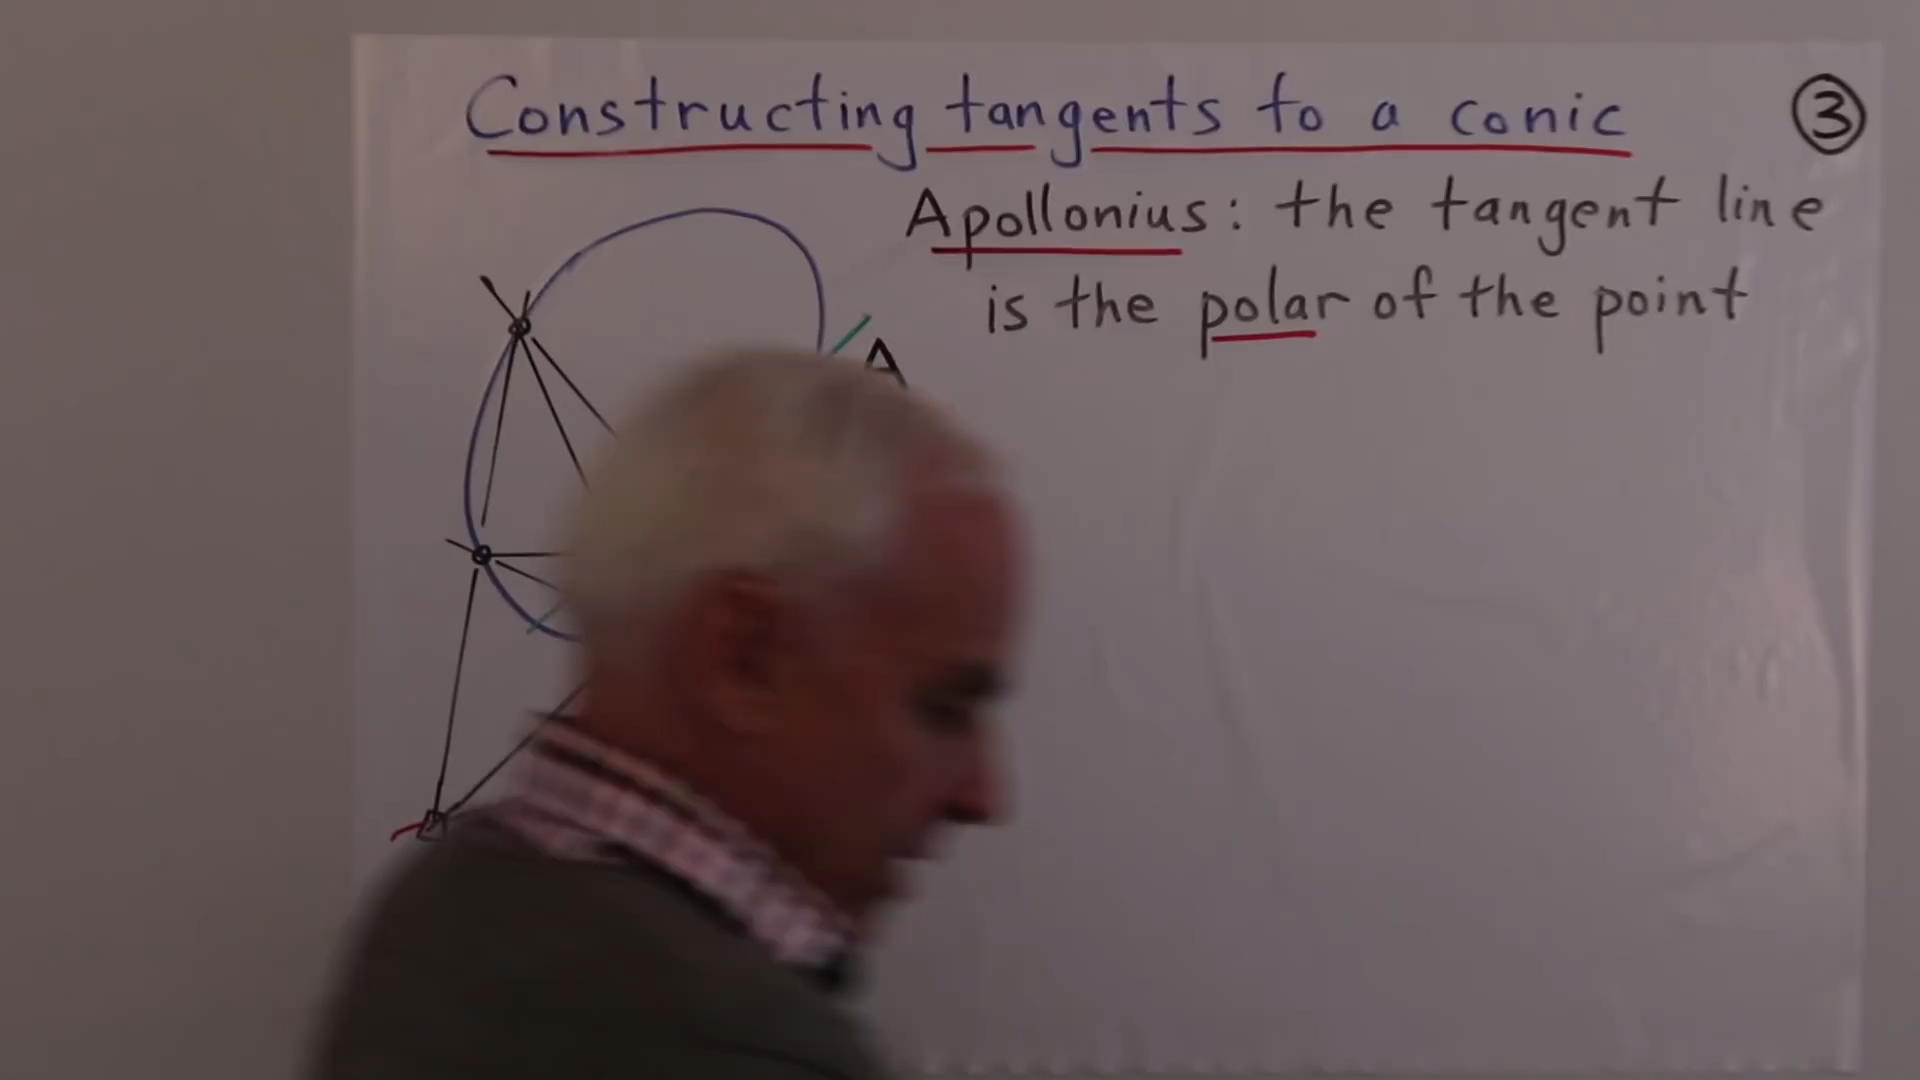 Constructing tangents to a conic
3
Apollonius: the tangent line
is the polar of the point
A